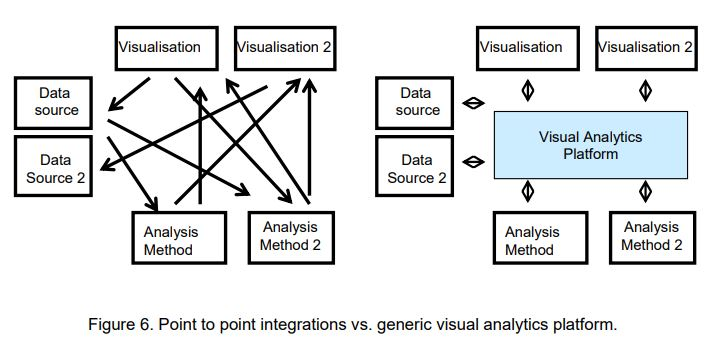 Visualisation
Visualisation 2
Data
source
Data
Source 2
Analysis
Method
Analysis
Method 2
Visualisation
Visualisation 2
Data
source
Data
Source 2
Visual Analytics
Platform
Analysis
Method
Analysis
Method 2
Figure 6. Point to point integrations vs. generic visual analytics platform.